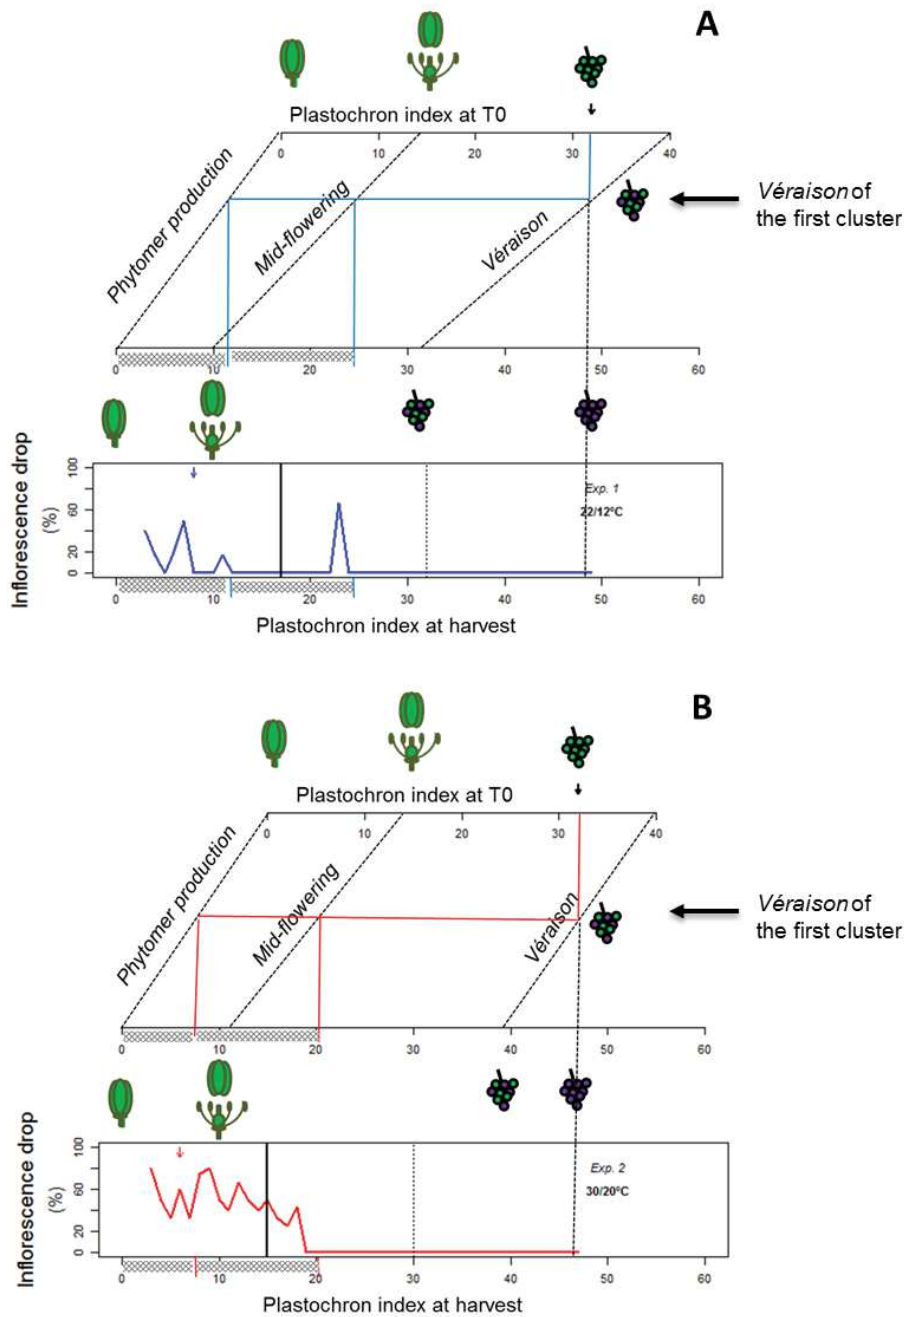 A
Plastochron index at T0
0 10 20 30 40
Phytomer production
Mid-flowering
Véraison
Véraison of
the first cluster
0 10 20 30 40 50 60
Inflorescence drop
(%)
100
60
20
0
Exp. 1
22/12°C
0 10 20 30 40 50 60
Plastochron index at harvest
B
Plastochron index at T0
0 10 20 30 40
Phytomer production
Mid-flowering
Véraison
Véraison of
the first cluster
0 10 20 30 40 50 60
Inflorescence drop
(%)
100
60
20
0
Exp. 2
30/20°C
0 10 20 30 40 50 60
Plastochron index at harvest